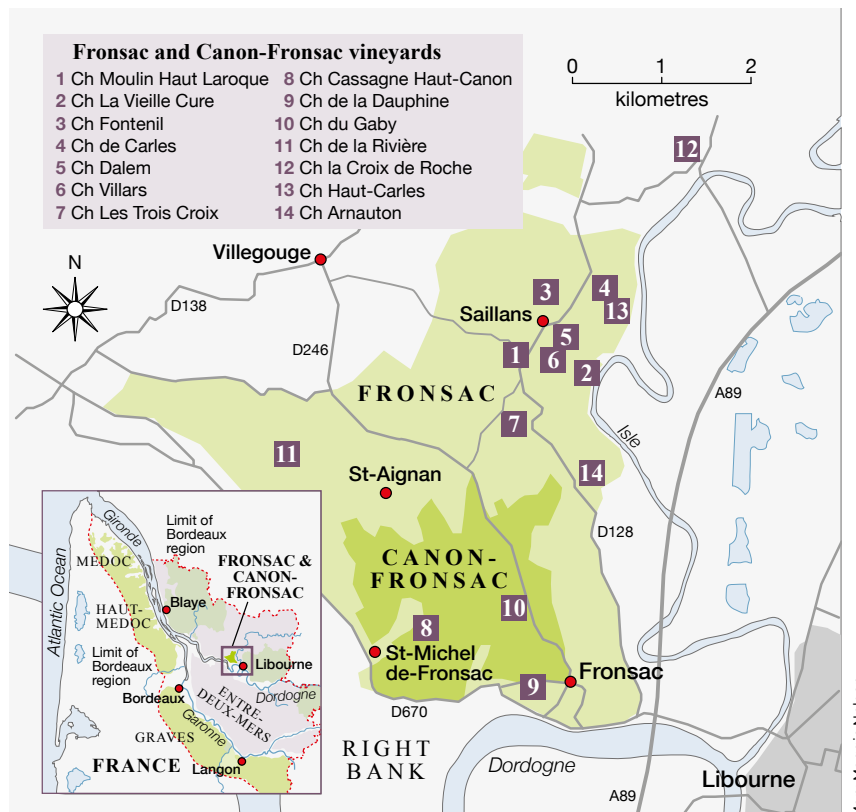 Fronsac and Canon-Fronsac vineyards
1 Ch Moulin Haut Laroque
2 Ch La Vieille Cure
3 Ch Fontenil
4 Ch de Carles
5 Ch Dalem
6 Ch Villars
7 Ch Les Trois Croix
8 Ch Cassagne Haut-Canon
9 Ch de la Dauphine
10 Ch du Gaby
11 Ch de la Rivière
12 Ch la Croix de Roche
13 Ch Haut-Carles
14 Ch Arnauton
0 1 2
kilometres
12
Villegouge
N
D138
3
4
13
Saillans
5
D246
1
6
2
A89
FRONSAC
7
Isle
11
14
St-Aignan
D128
CANON-
FRONSAC
10
8
St-Michel
de-Fronsac
Fronsac
9
D670
RIGHT
BANK
Dordogne
Libourne
A89
Atlantic Ocean
Gironde
Limit of
Bordeaux
region
MEDOC
FRONSAC &
CANON-
FRONSAC
HAUT-
MEDOC
Blaye
Limit of
Bordeaux
region
Libourne
Bordeaux
Dordogne
ENTRE-
DEUX-MERS
Garonne
GRAVES
FRANCE
Langon